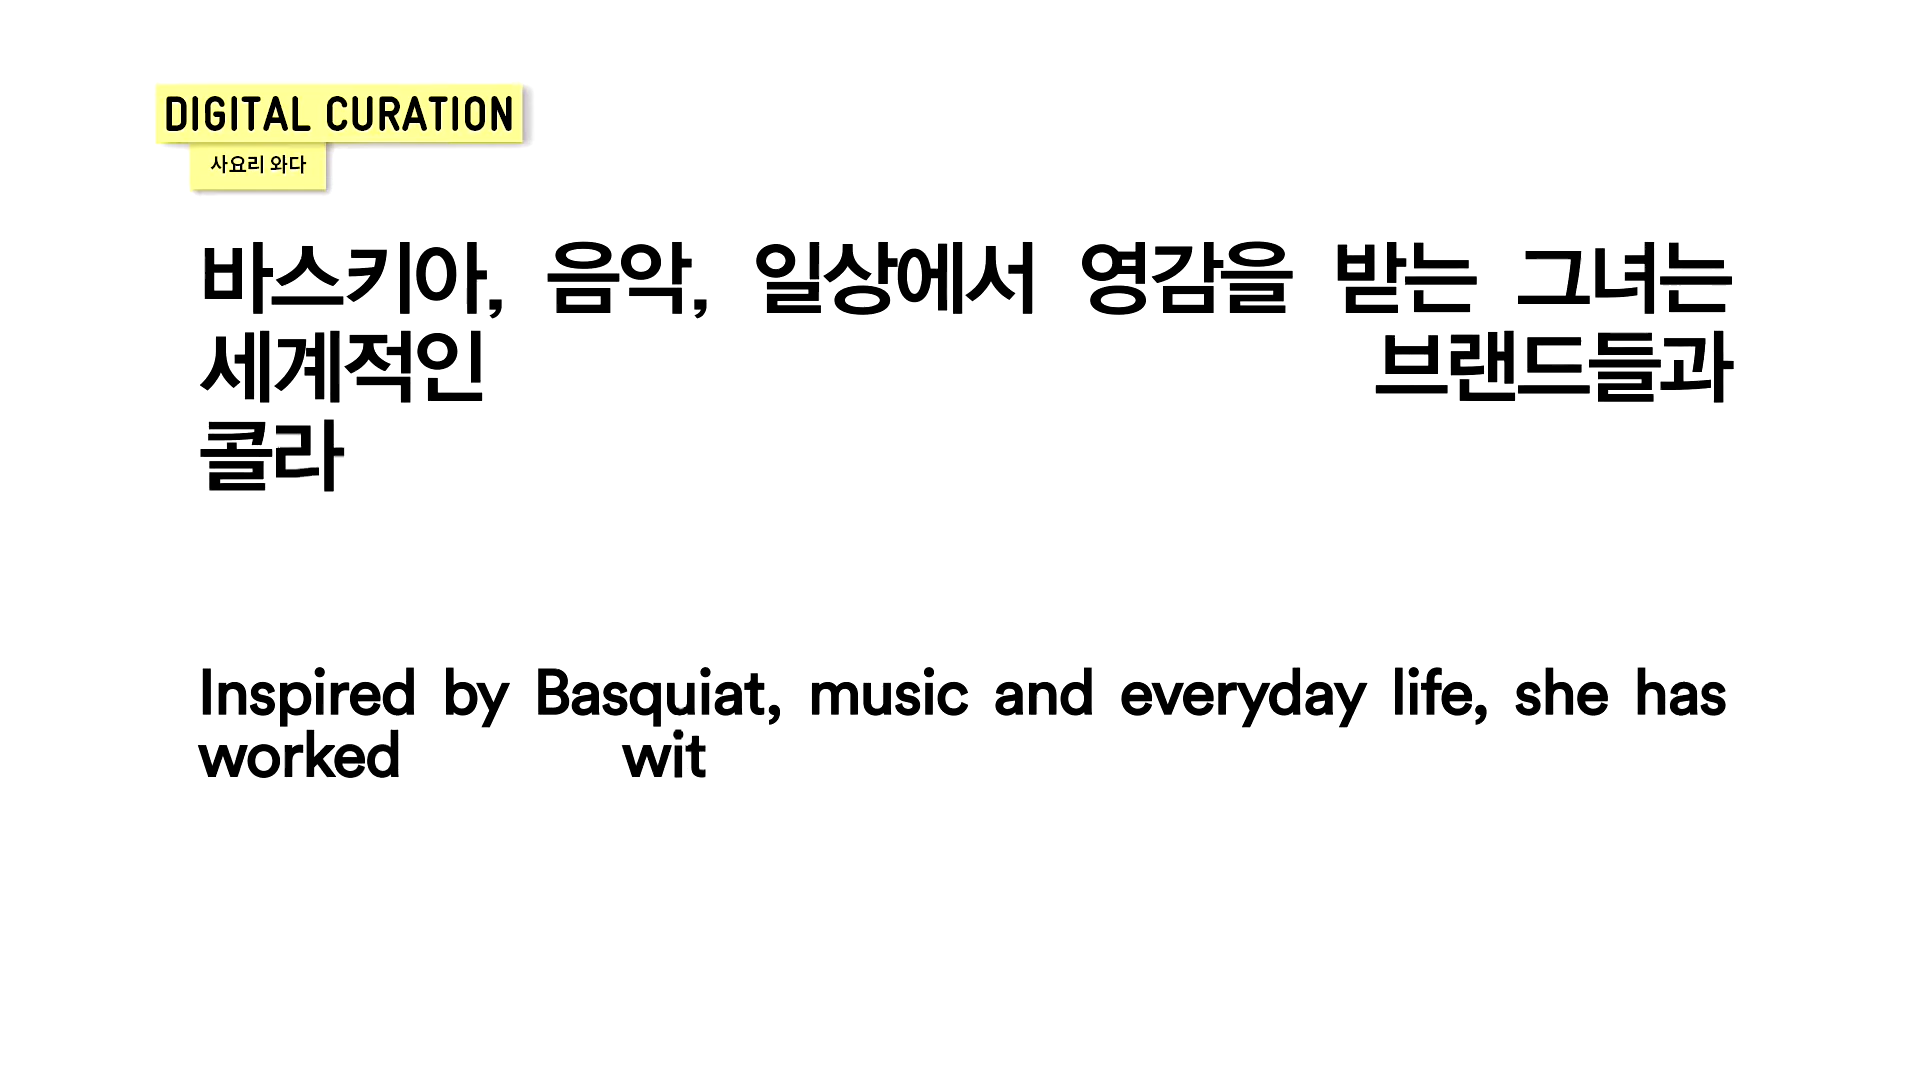 DIGITAL CURATION
사요리 와다
바스키아, 음악, 일상에서 영감을 받는 그녀는
세계적인 브랜드들과
콜라
Inspired by Basquiat, music and everyday life, she has
worked wit